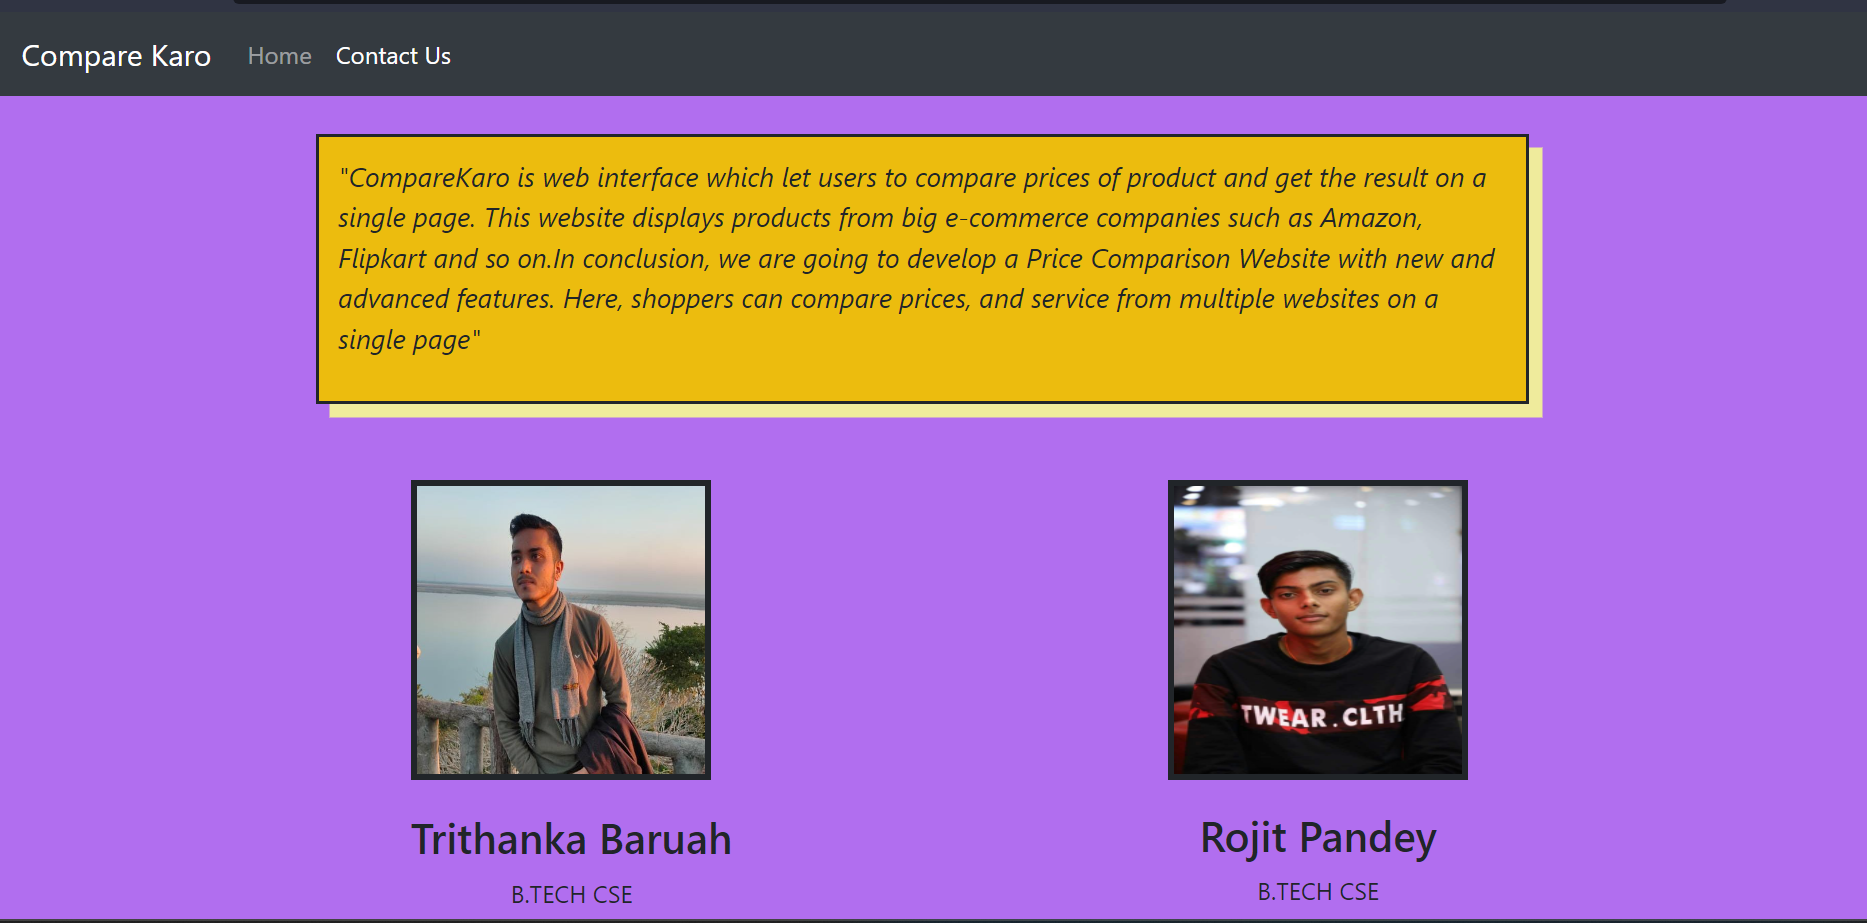 Compare Karo Home Contact Us
"CompareKaro is web interface which let users to compare prices of product and get the result on a
single page. This website displays products from big e-commerce companies such as Amazon,
Flipkart and so on.In conclusion, we are going to develop a Price Comparison Website with new and
advanced features. Here, shoppers can compare prices, and service from multiple websites on a
single page"
TWEAR.CLTH
Trithanka Baruah
B.TECH CSE
Rojit Pandey
B.TECH CSE